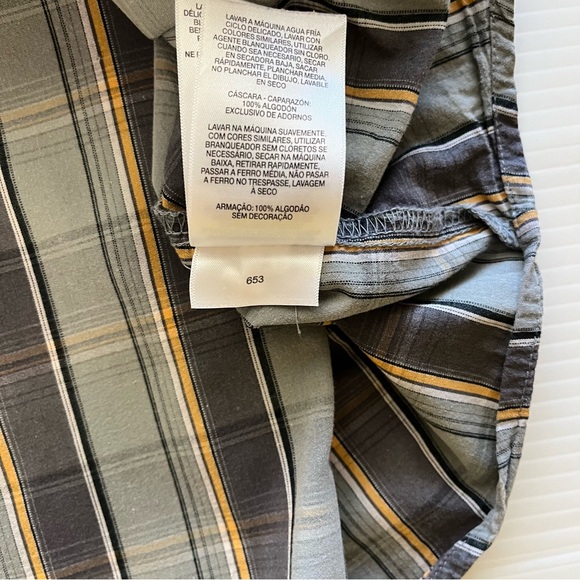 LAVAR A MÁQUINA AGUA FRÍA
CICLO DELICADO, LAVAR CON
COLORES SIMILARES, UTILIZAR
AGENTE BLANQUEADOR SIN CLORO,
CUANDO SEA NECESARIO, SECAR
EN SECADORA BAJA, SACAR
RÁPIDAMENTE, PLANCHAR MEDIA,
NO PLANCHAR EL DIBUJO, LAVABLE
EN SECO
CÁSCARA - CAPARAZÓN:
100% ALGODÓN
EXCLUSIVO DE ADORNOS
LAVAR NA MÁQUINA SUAVEMENTE,
COM CORES SIMILARES, UTILIZAR
BRANQUEADOR SEM CLORETOS SE
NECESSÁRIO, SECAR NA MÁQUINA
BAIXA, RETIRAR RAPIDAMENTE,
PASSAR A FERRO MÉDIA, NÃO PASAR
A FERRO NO TRESPASSE, LAVAGEM
À SECO
ARMAÇÃO: 100% ALGODÃO
SEM DECORAÇÃO
653